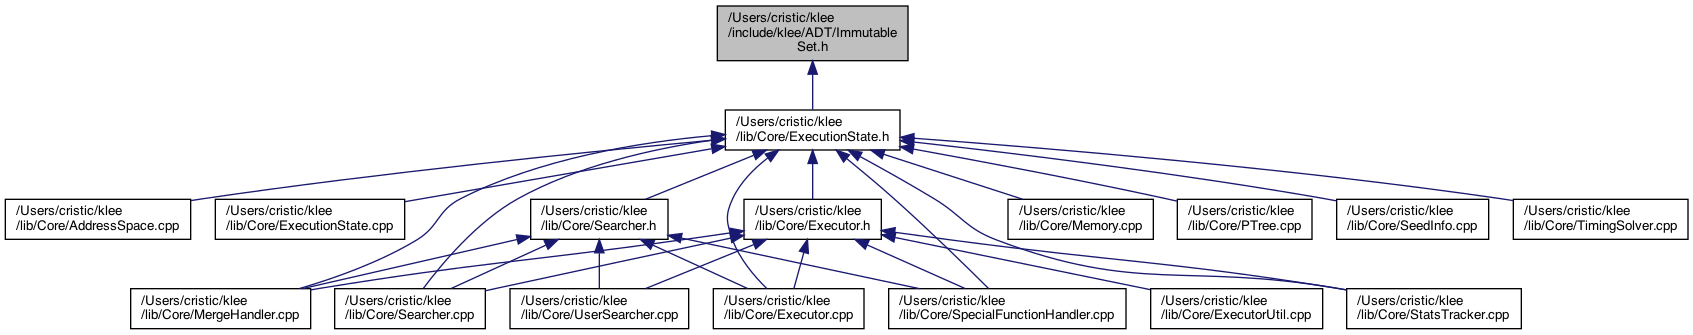 /Users/cristic/klee
/include/klee/ADT/Immutable
Set.h
/Users/cristic/klee
/lib/Core/ExecutionState.h
/Users/cristic/klee
/lib/Core/AddressSpace.cpp
/Users/cristic/klee
/lib/Core/ExecutionState.cpp
/Users/cristic/klee
/lib/Core/Searcher.h
/Users/cristic/klee
/lib/Core/Executor.h
/Users/cristic/klee
/lib/Core/Memory.cpp
/Users/cristic/klee
/lib/Core/PTree.cpp
/Users/cristic/klee
/lib/Core/SeedInfo.cpp
/Users/cristic/klee
/lib/Core/TimingSolver.cpp
/Users/cristic/klee
/lib/Core/MergeHandler.cpp
/Users/cristic/klee
/lib/Core/Searcher.cpp
/Users/cristic/klee
/lib/Core/UserSearcher.cpp
/Users/cristic/klee
/lib/Core/Executor.cpp
/Users/cristic/klee
/lib/Core/SpecialFunctionHandler.cpp
/Users/cristic/klee
/lib/Core/ExecutorUtil.cpp
/Users/cristic/klee
/lib/Core/StatsTracker.cpp